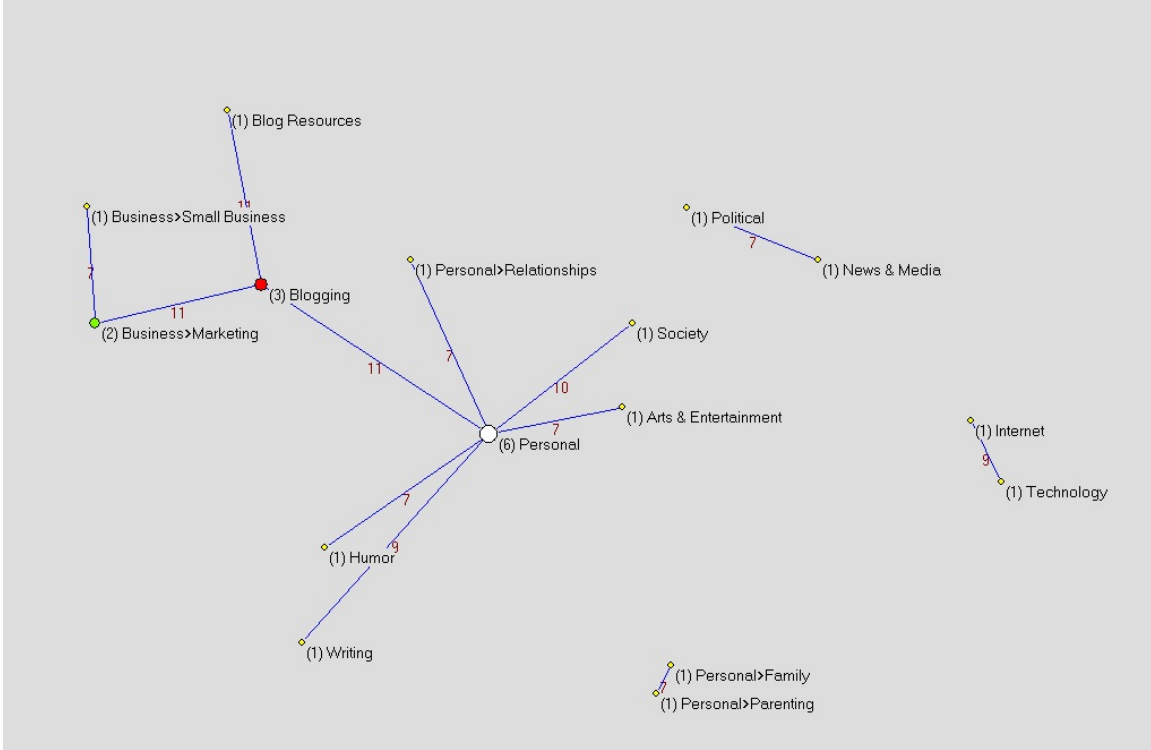 (1) Blog Resources
11
(1) Business>Small Business
(1) Political
7
(1) News & Media
7
(1) Personal>Relationships
(3) Blogging
11
(2) Business>Marketing
(1) Society
7
11
10
(1) Arts & Entertainment
7
(6) Personal
(1) Internet
9
(1) Technology
7
9
(1) Humor
(1) Writing
(1) Personal>Family
7
(1) Personal>Parenting